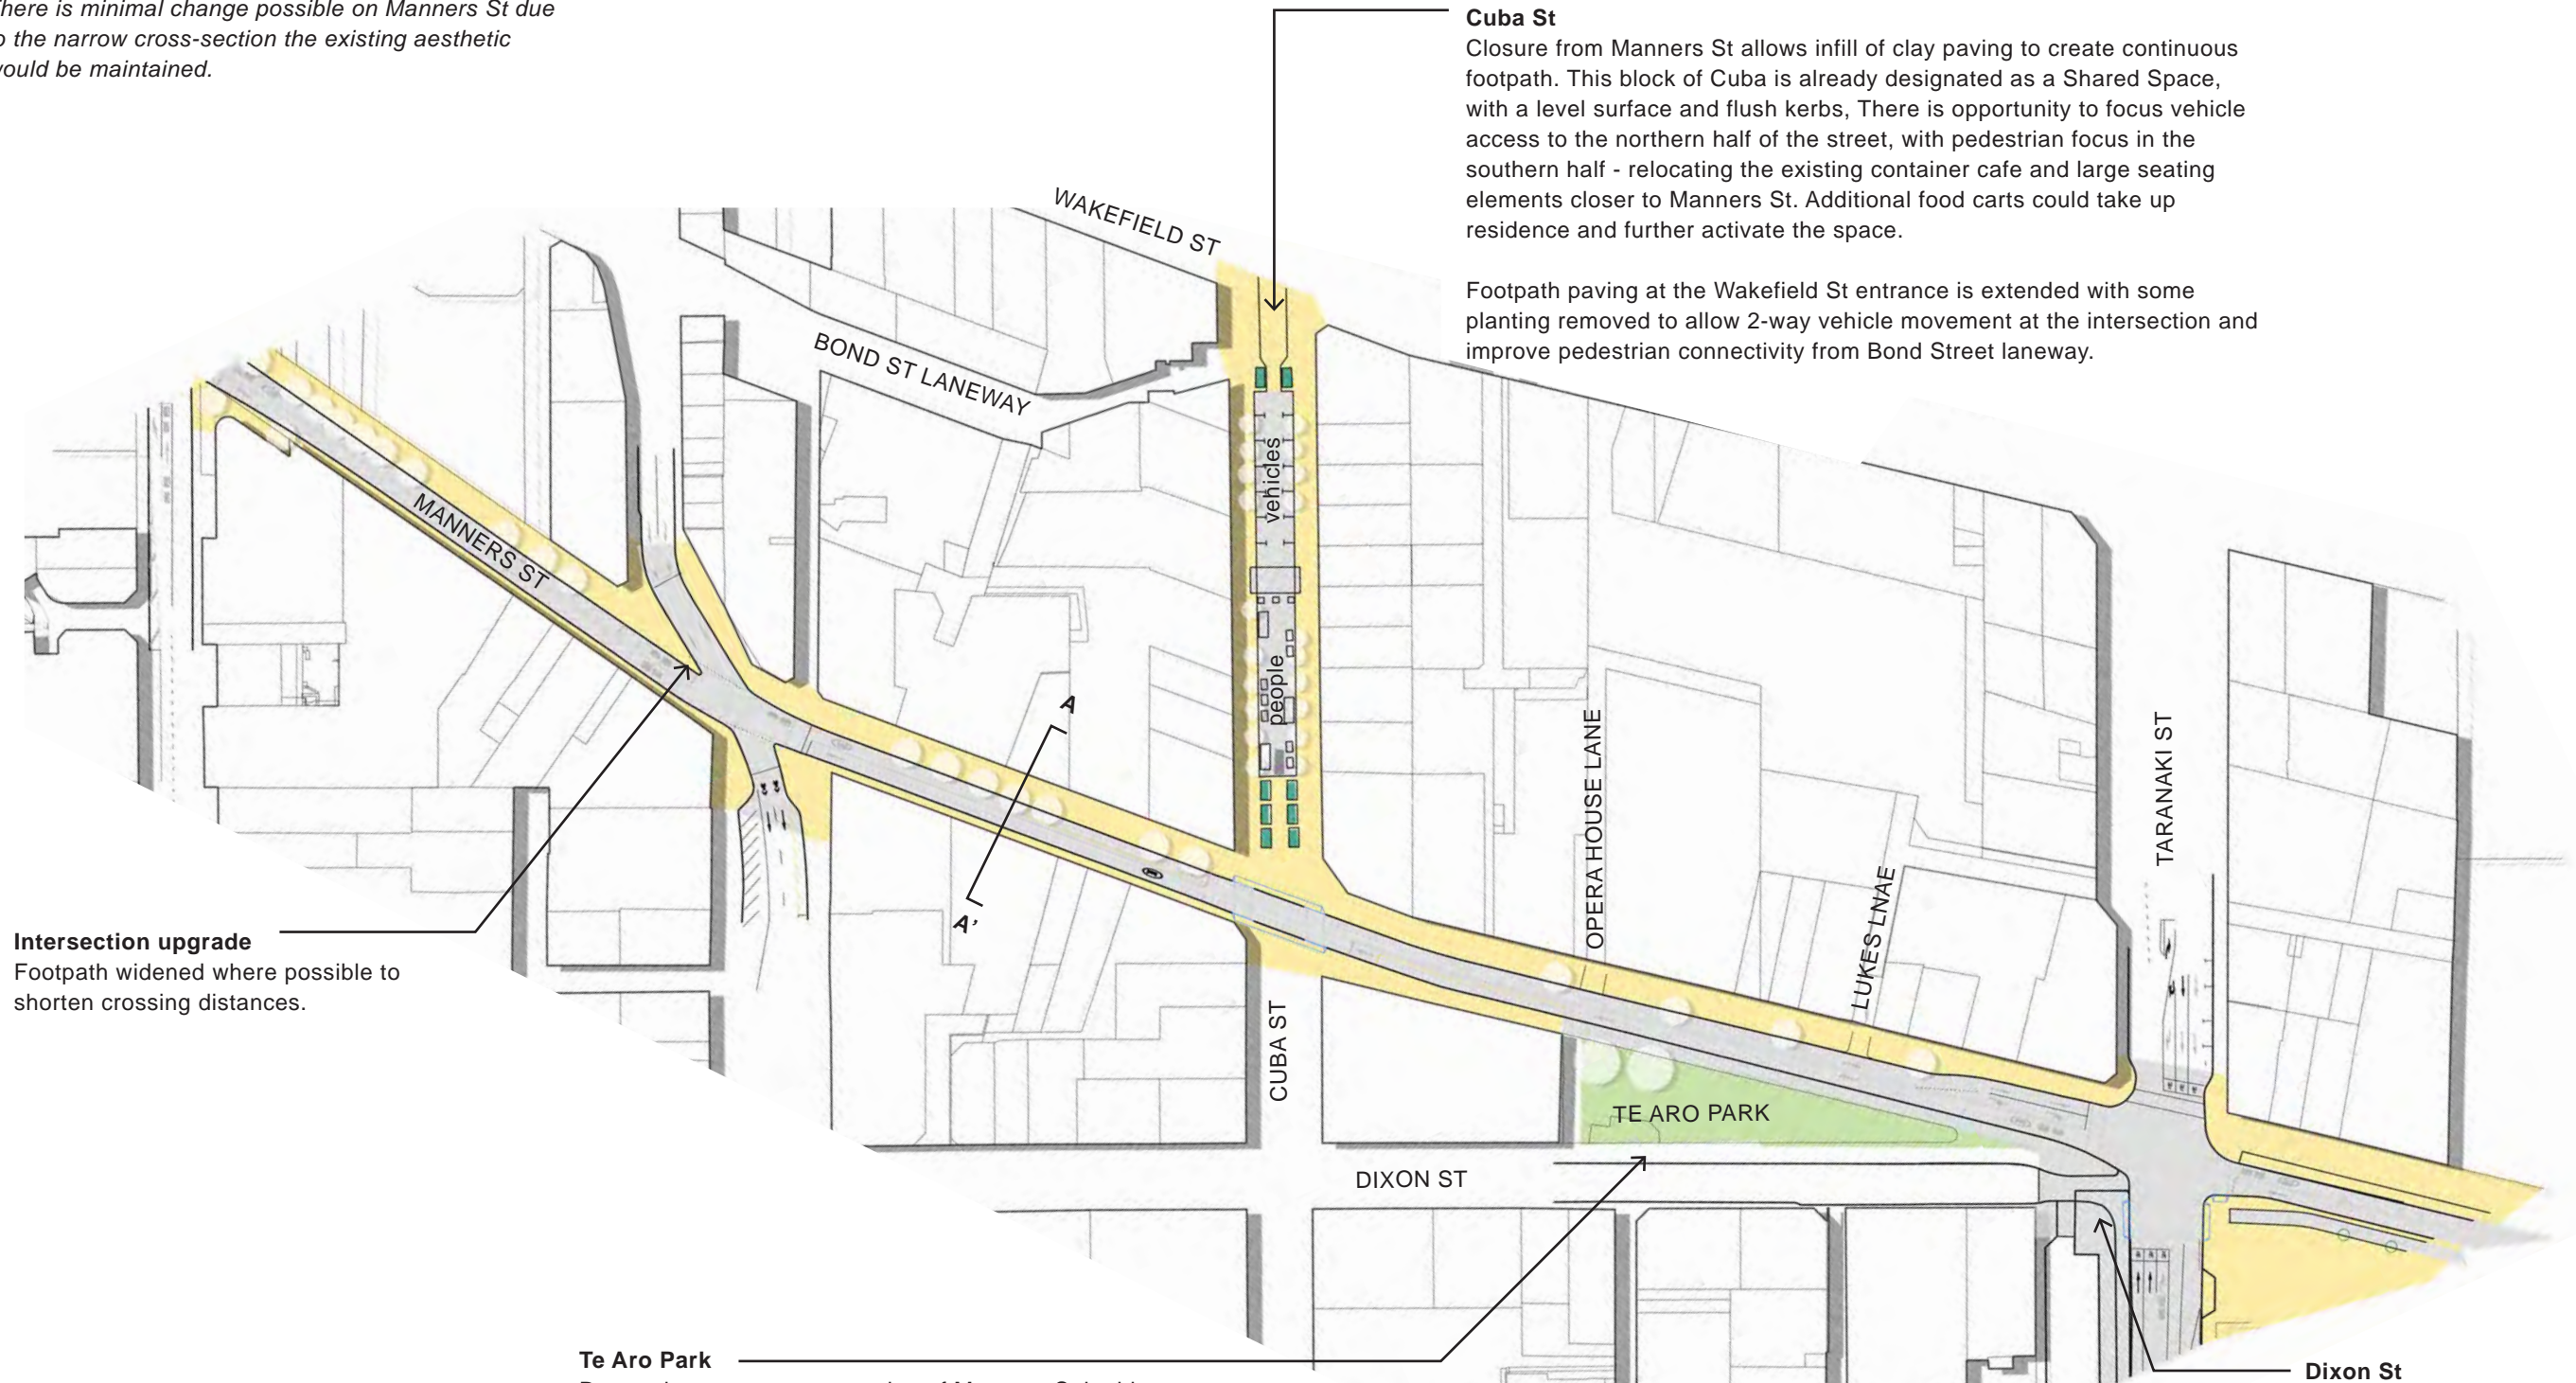 here is minimal change possible on Manners St due
o the narrow cross-section the existing aesthetic
would be maintained.
Cuba St
Closure from Manners St allows infill of clay paving to create continuous
footpath. This block of Cuba is already designated as a Shared Space,
with a level surface and flush kerbs, There is opportunity to focus vehicle
access to the northern half of the street, with pedestrian focus in the
southern half - relocating the existing container cafe and large seating
elements closer to Manners St. Additional food carts could take up
residence and further activate the space.
Footpath paving at the Wakefield St entrance is extended with some
planting removed to allow 2-way vehicle movement at the intersection and
improve pedestrian connectivity from Bond Street laneway.
WAKEFIELD ST
BOND ST LANEWAY
MANNERS ST
vehicles
people
A
A'
OPERA HOUSE LANE
LUKES LNAE
TARANAKI ST
Intersection upgrade
Footpath widened where possible to
shorten crossing distances.
CUBA ST
TE ARO PARK
DIXON ST
Te Aro Park
Dixon St